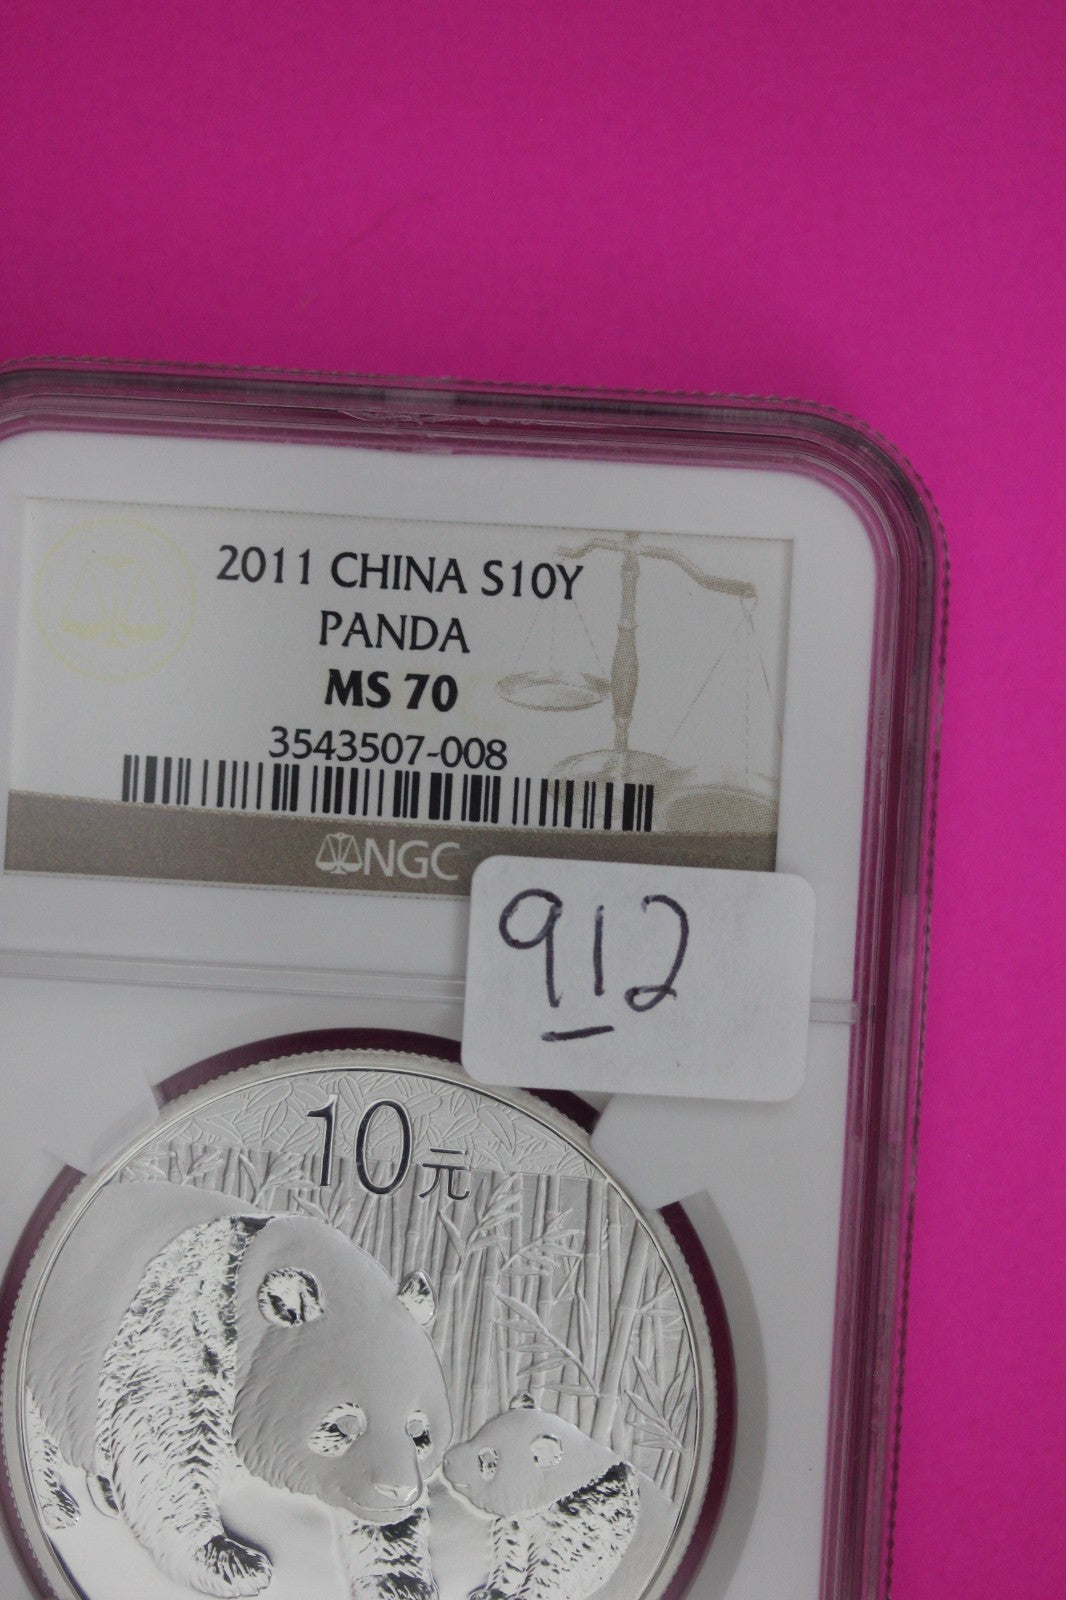 2011 CHINA S10Y
PANDA
MS 70
3543507-008
NGC
912
10元